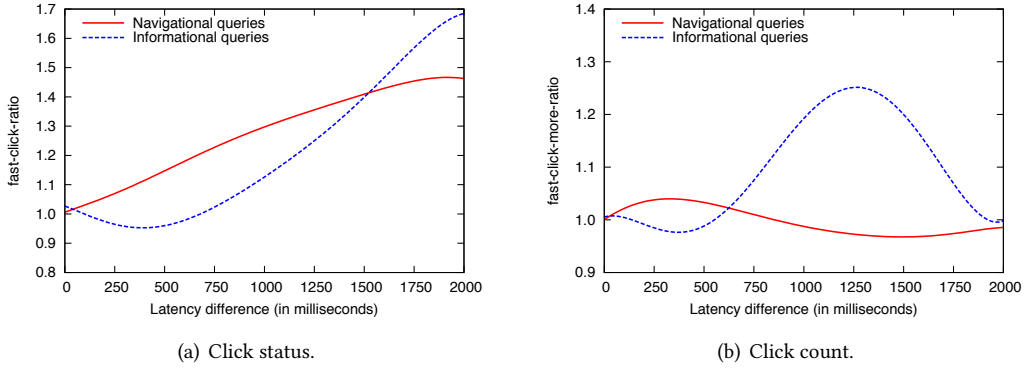 1.7
1.6
1.5
1.4
1.3
1.2
1.1
1.0
0.9
0.8
fast-click-ratio
Navigational queries
Informational queries
0 250 500 750 1000 1250 1500 1750 2000
Latency difference (in milliseconds)
(a) Click status.
1.4
1.3
1.2
1.1
1.0
0.9
fast-click-more-ratio
Navigational queries
Informational queries
0 250 500 750 1000 1250 1500 1750 2000
Latency difference (in milliseconds)
(b) Click count.